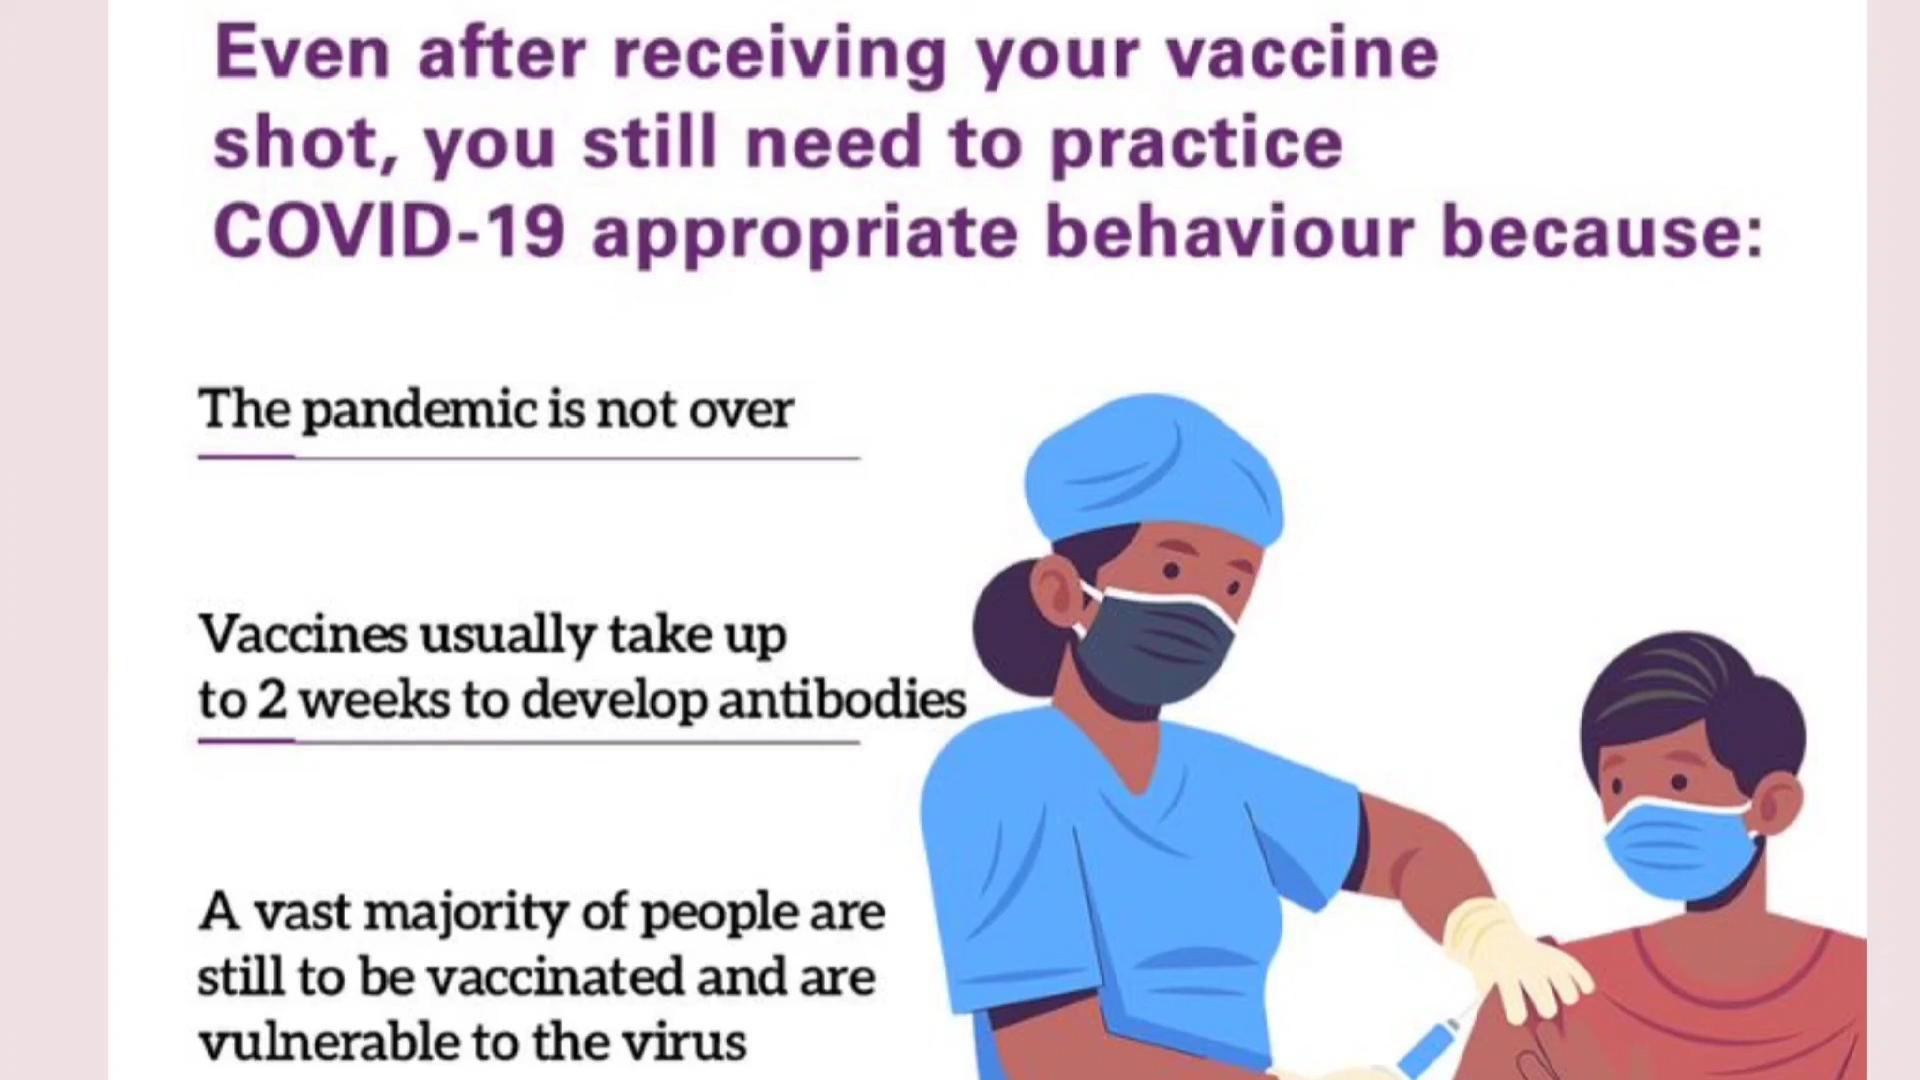 Even after receiving your vaccine
shot, you still need to practice
COVID-19 appropriate behaviour because:
The pandemic is not over
Vaccines usually take up
to 2 weeks to develop antibodies
A vast majority of people are
still to be vaccinated and are
vulnerable to the virus